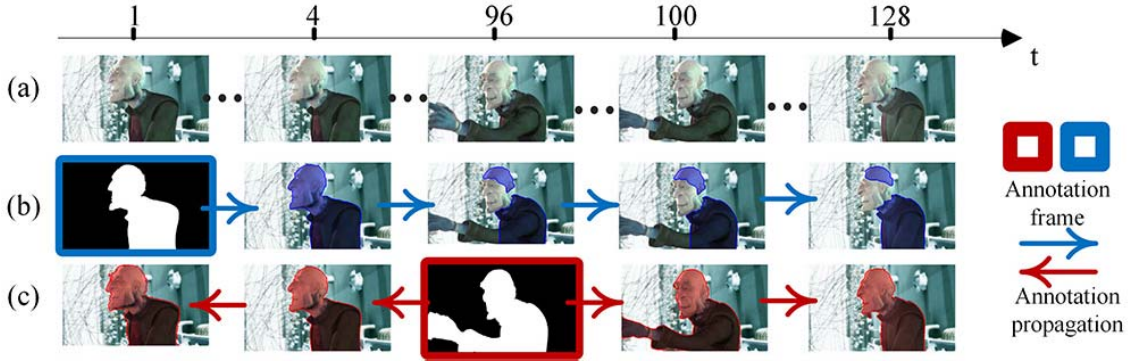 1 4 96 100 128
t
(a)
(b)
(c)
Annotation
frame
Annotation
propagation